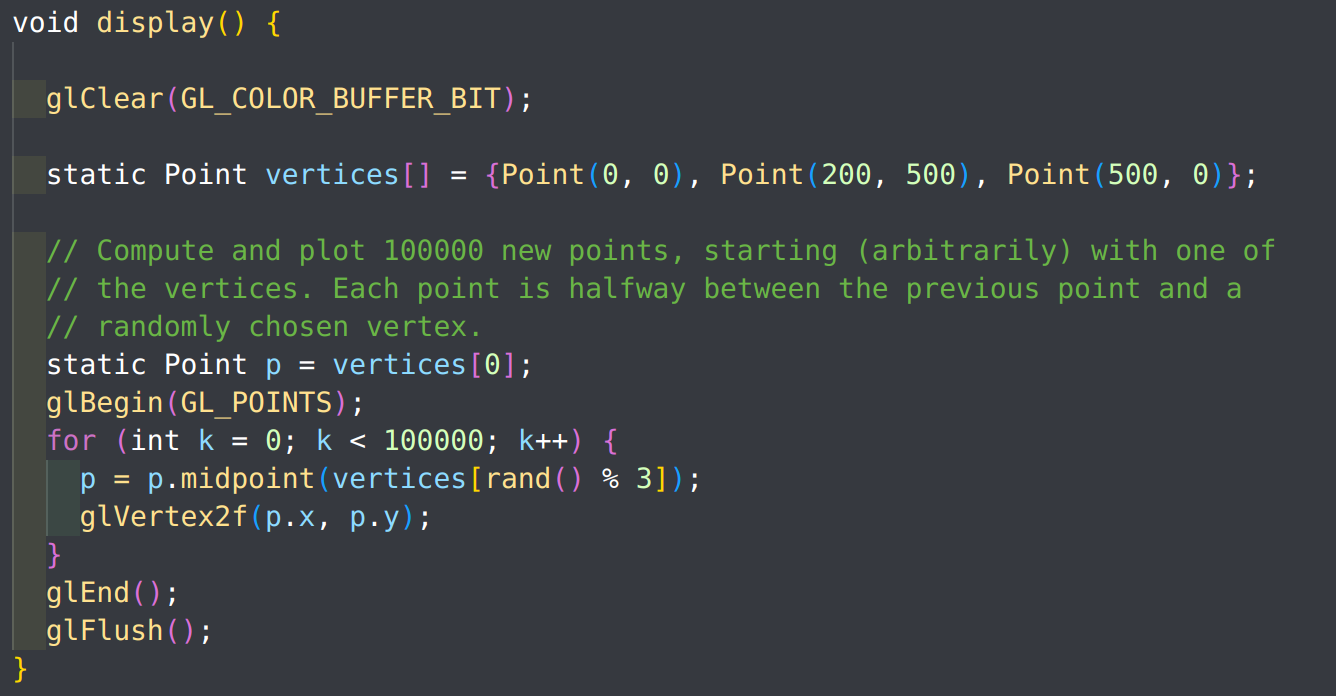 void display() {
glClear(GL_COLOR_BUFFER_BIT);
static Point vertices[] = {Point(0, 0), Point(200, 500), Point(500, 0)};
// Compute and plot 100000 new points, starting (arbitrarily) with one of
// the vertices. Each point is halfway between the previous point and a
// randomly chosen vertex.
static Point p = vertices[0];
glBegin(GL_POINTS);
for (int k = 0; k < 100000; k++) {
p = p.midpoint(vertices[rand() % 3]);
glVertex2f(p.x, p.y);
}
glEnd();
glFlush();
}